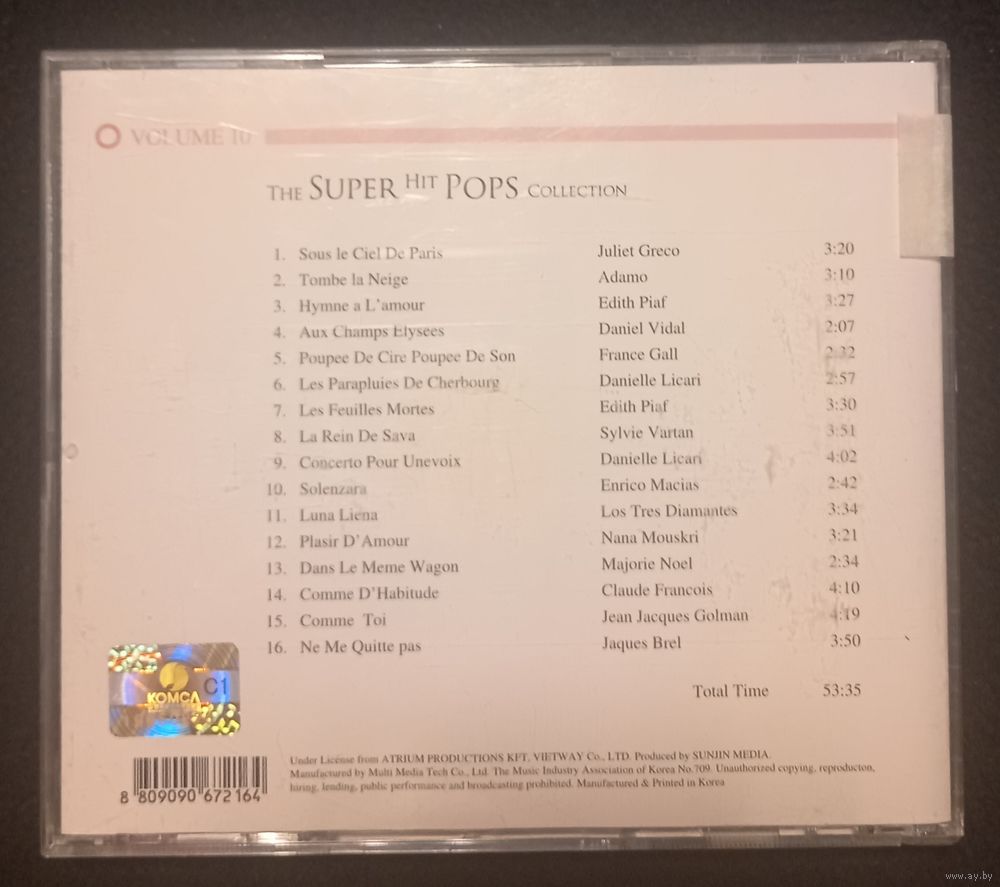 VOLUME 10
THE SUPER HIT POPS COLLECTION
1. Sous le Ciel De Paris Juliet Greco 3:20
2. Tombe la Neige Adamo 3:10
3. Hymne a L'amour Edith Piaf 3:27
4. Aux Champs Elysees Daniel Vidal 2:07
5. Poupee De Cire Poupee De Son France Gall 2:32
6. Les Parapluies De Cherbourg Danielle Licari 2:57
7. Les Feuilles Mortes Edith Piaf 3:30
8. La Rein De Sava Sylvie Vartan 3:51
9. Concerto Pour Unevoix Danielle Licari 4:02
10. Solenzara Enrico Macias 2:42
11. Luna Liena Los Tres Diamantes 3:34
12. Plasir D'Amour Nana Mouskri 3:21
13. Dans Le Meme Wagon Majorie Noel 2:34
14. Comme D'Habitude Claude Francois 4:10
15. Comme Toi Jean Jacques Golman 4:19
16. Ne Me Quitte pas Jaques Brel 3:50
Total Time 53:35
KOMCA C1
Under License from ATRIUM PRODUCTIONS KFT, VIETWAY Co., LTD. Produced by SUNJIN MEDIA.
Manufactured by Multi Media Tech Co., Ltd. The Music Industry Association of Korea No.709. Unauthorized copying, reproducton,
hiring, lending, public performance and broadcasting prohibited. Manufactured & Printed in Korea
8 809090 672164
www.ay.by